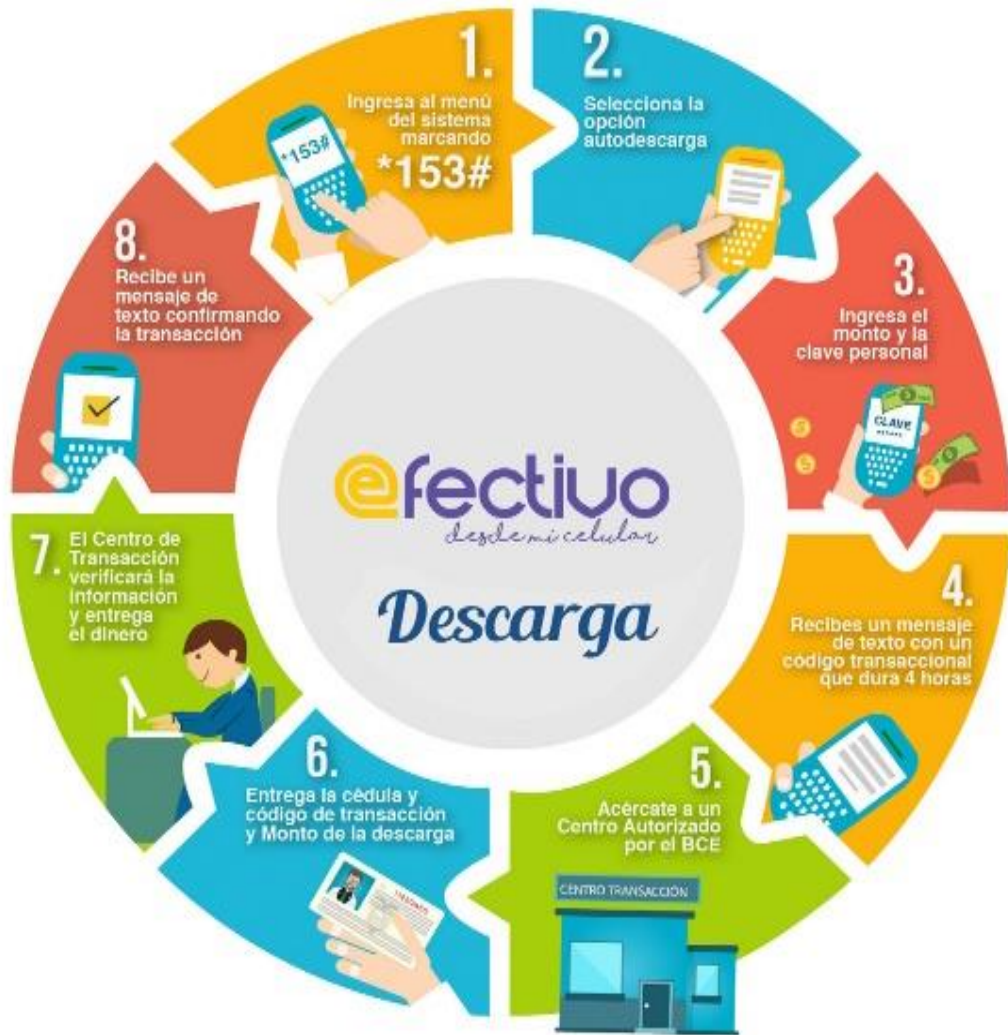 1.
Ingresa al menú
del sistema
marcando
*153#
*153#
2.
Selecciona la
opción
autodescarga
3.
Ingresa el
monto y la
clave personal
CLAVE
4.
Recibes un mensaje
de texto con un
código transaccional
que dura 4 horas
5.
Acércate a un
Centro Autorizado
por el BCE
CENTRO TRANSACCIÓN
6.
Entrega la cédula y
código de transacción
y Monto de la descarga
7.
El Centro de
Transacción
verificará la
información
y entrega
el dinero
8.
Recibe un
mensaje de
texto confirmando
la transacción
efectivo
desde mi celular
Descarga